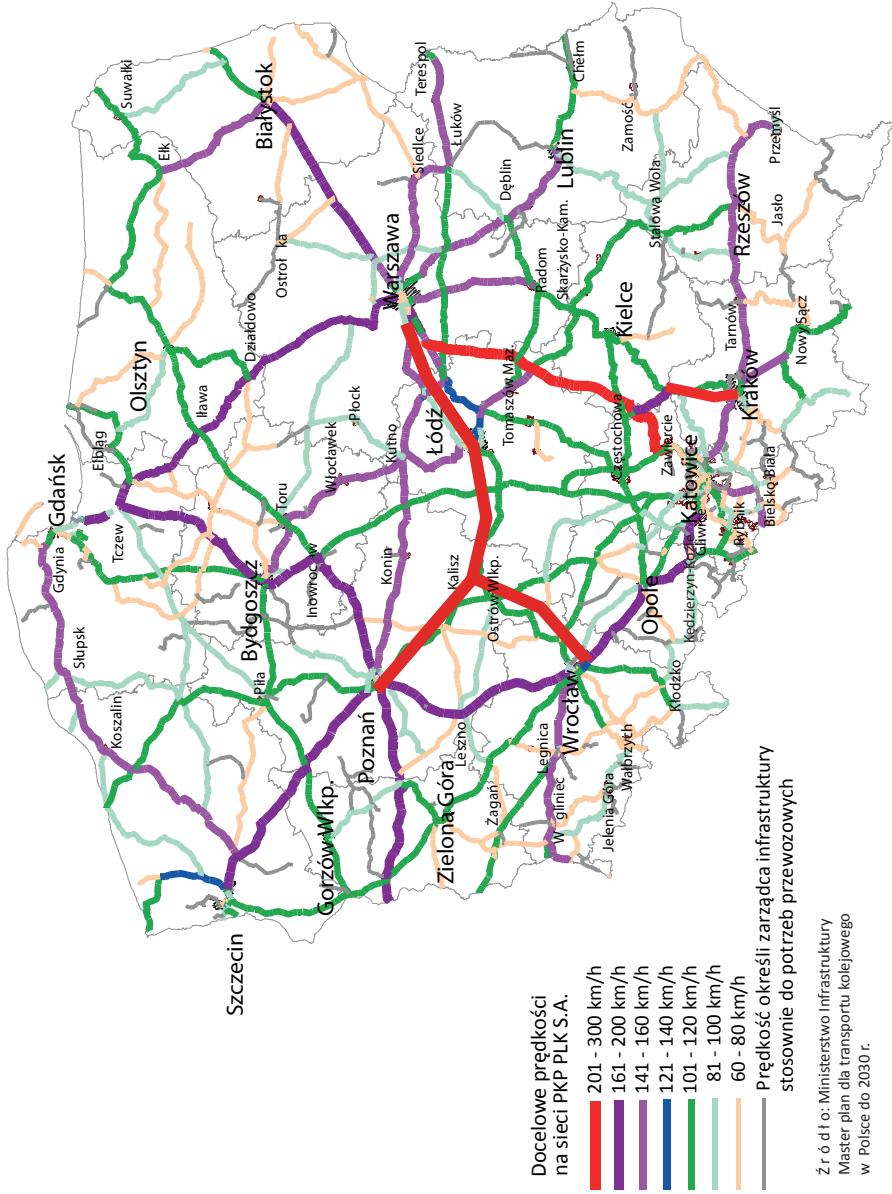 Suwałki
Ełk
Białystok
Gdynia
Gdańsk
Elbląg
Olsztyn
Słupsk
Koszalin
Tczew
Iława
Działdowo
Ostroł ka
Szczecin
Piła
Bydgoszcz
Toru
Inowrocław
Włocławek
Płock
Kutno
Warszawa
Siedlce
Terespol
Łuków
Gorzów Wlkp.
Poznań
Konin
Zielona Góra
Leszno
Kalisz
Ostrów Wlkp.
Łódź
Tomaszów Maz.
Radom
Skarżysko-Kam.
Dęblin
Lublin
Chełm
Zamość
Żagań
W gliniec
Legnica
Wrocław
Jelenia Góra
Wałbrzych
Kłodzko
Opole
Kędzierzyn-Koźle
Gliwice
Rybnik
Katowice
Częstochowa
Zawiercie
Bielsko-Biała
Kielce
Kraków
Tarnów
Nowy Sącz
Stalowa Wola
Rzeszów
Jasło
Przemyśl
Docelowe prędkości
na sieci PKP PLK S.A.
201 - 300 km/h
161 - 200 km/h
141 - 160 km/h
121 - 140 km/h
101 - 120 km/h
81 - 100 km/h
60 - 80 km/h
Prędkość określi zarządca infrastruktury
stosownie do potrzeb przewozowych
Ź r ó d ł o: Ministerstwo Infrastruktury
Master plan dla transportu kolejowego
w Polsce do 2030 r.